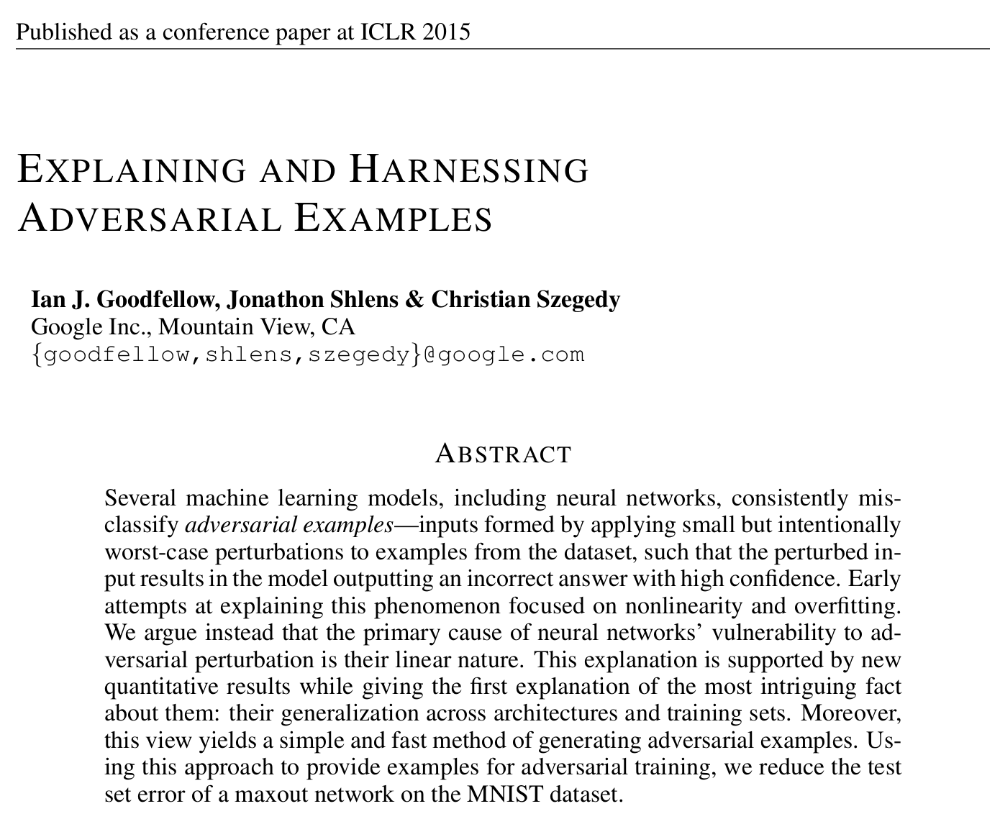 Published as a conference paper at ICLR 2015
EXPLAINING AND HARNESSING
ADVERSARIAL EXAMPLES
Ian J. Goodfellow, Jonathon Shlens & Christian Szegedy
Google Inc., Mountain View, CA
{goodfellow,shlens,szegedy}@google.com
ABSTRACT
Several machine learning models, including neural networks, consistently mis-
classify adversarial examples—inputs formed by applying small but intentionally
worst-case perturbations to examples from the dataset, such that the perturbed in-
put results in the model outputting an incorrect answer with high confidence. Early
attempts at explaining this phenomenon focused on nonlinearity and overfitting.
We argue instead that the primary cause of neural networks’ vulnerability to ad-
versarial perturbation is their linear nature. This explanation is supported by new
quantitative results while giving the first explanation of the most intriguing fact
about them: their generalization across architectures and training sets. Moreover,
this view yields a simple and fast method of generating adversarial examples. Us-
ing this approach to provide examples for adversarial training, we reduce the test
set error of a maxout network on the MNIST dataset.